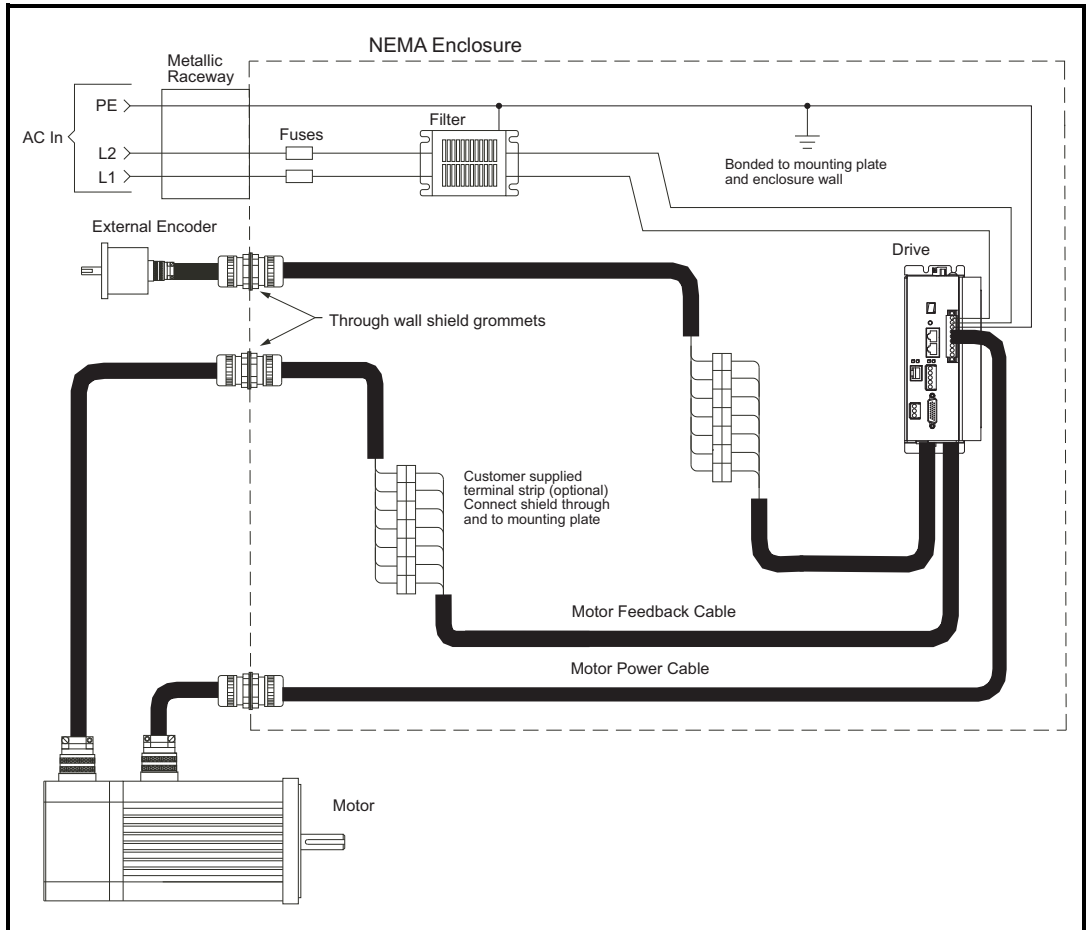 NEMA Enclosure
Metallic
Raceway
PE
AC In
L2
L1
Fuses
Filter
Bonded to mounting plate
and enclosure wall
External Encoder
Drive
Through wall shield grommets
Customer supplied
terminal strip (optional)
Connect shield through
and to mounting plate
Motor Feedback Cable
Motor Power Cable
Motor